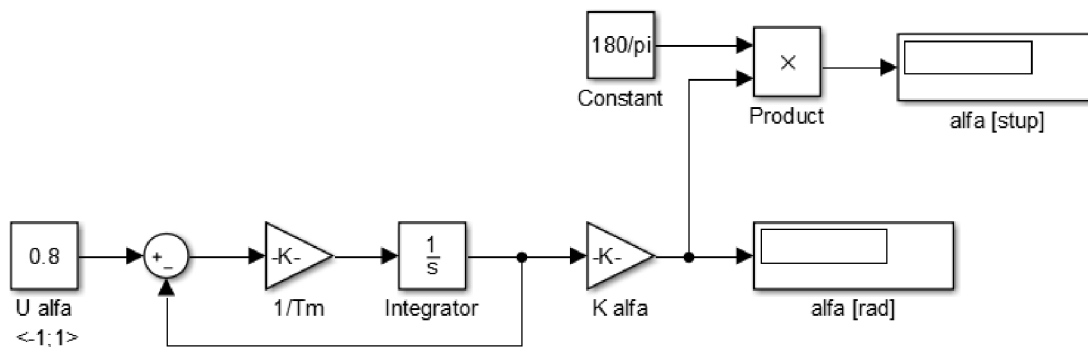 180/pi
Constant
×
Product
alfa [stup]
0.8
U alfa
<-1;1>
+
−
-K-
1/Tm
1
s
Integrator
-K-
K alfa
alfa [rad]